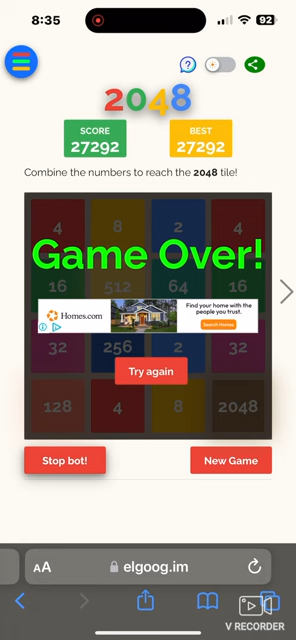 8:35
92
2048
SCORE
27292
BEST
27292
Combine the numbers to reach the 2048 tile!
4 8 2 4
Game Over!
16 512 64 16
Homes.com
Find your home with the
people you trust.
Search Homes
32 256 2 32
Try again
128 4 8 2048
Stop bot!
New Game
AA
elgoog.im
V RECORDER